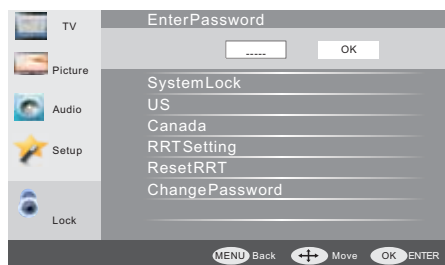 TV
Picture
Audio
Setup
Lock
EnterPassword
----- OK
SystemLock
US
Canada
RRTSetting
ResetRRT
ChangePassword
MENU Back Move OK ENTER